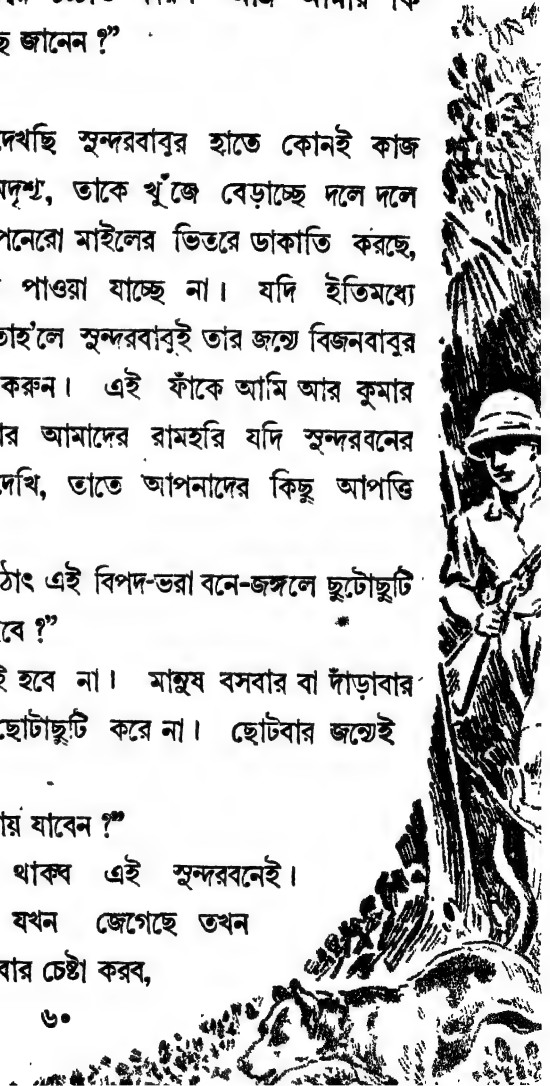 ছ জানেন ?”
দেখছি সুন্দরবাবুর হাতে কোনই কাজ
তাকে খুঁজে বেড়াচ্ছে দলে দলে
পনেরো মাইলের ভিতরে ডাকাতি করছে,
পাওয়া যাচ্ছে না। যদি ইতিমধ্যে
তাহ’লে সুন্দরবাবুই তার জন্যে বিজনবাবুর
করুন। এই ফাঁকে আমি আর কুমার
আর আমাদের রামহরি যদি সুন্দরবনের
দেখি, তাতে আপনাদের কিছু আপত্তি
ঠাৎ এই বিপদ-ভরা বনে-জঙ্গলে ছুটোছুটি
বে ?”
ই হবে না। মানুষ বসবার বা দাঁড়াবার
ছোটাছুটি করে না। ছোটবার জন্যেই
য় যাবেন ?”
থাকব এই সুন্দরবনেই।
যখন জেগেছে তখন
বার চেষ্টা করব,
৬০